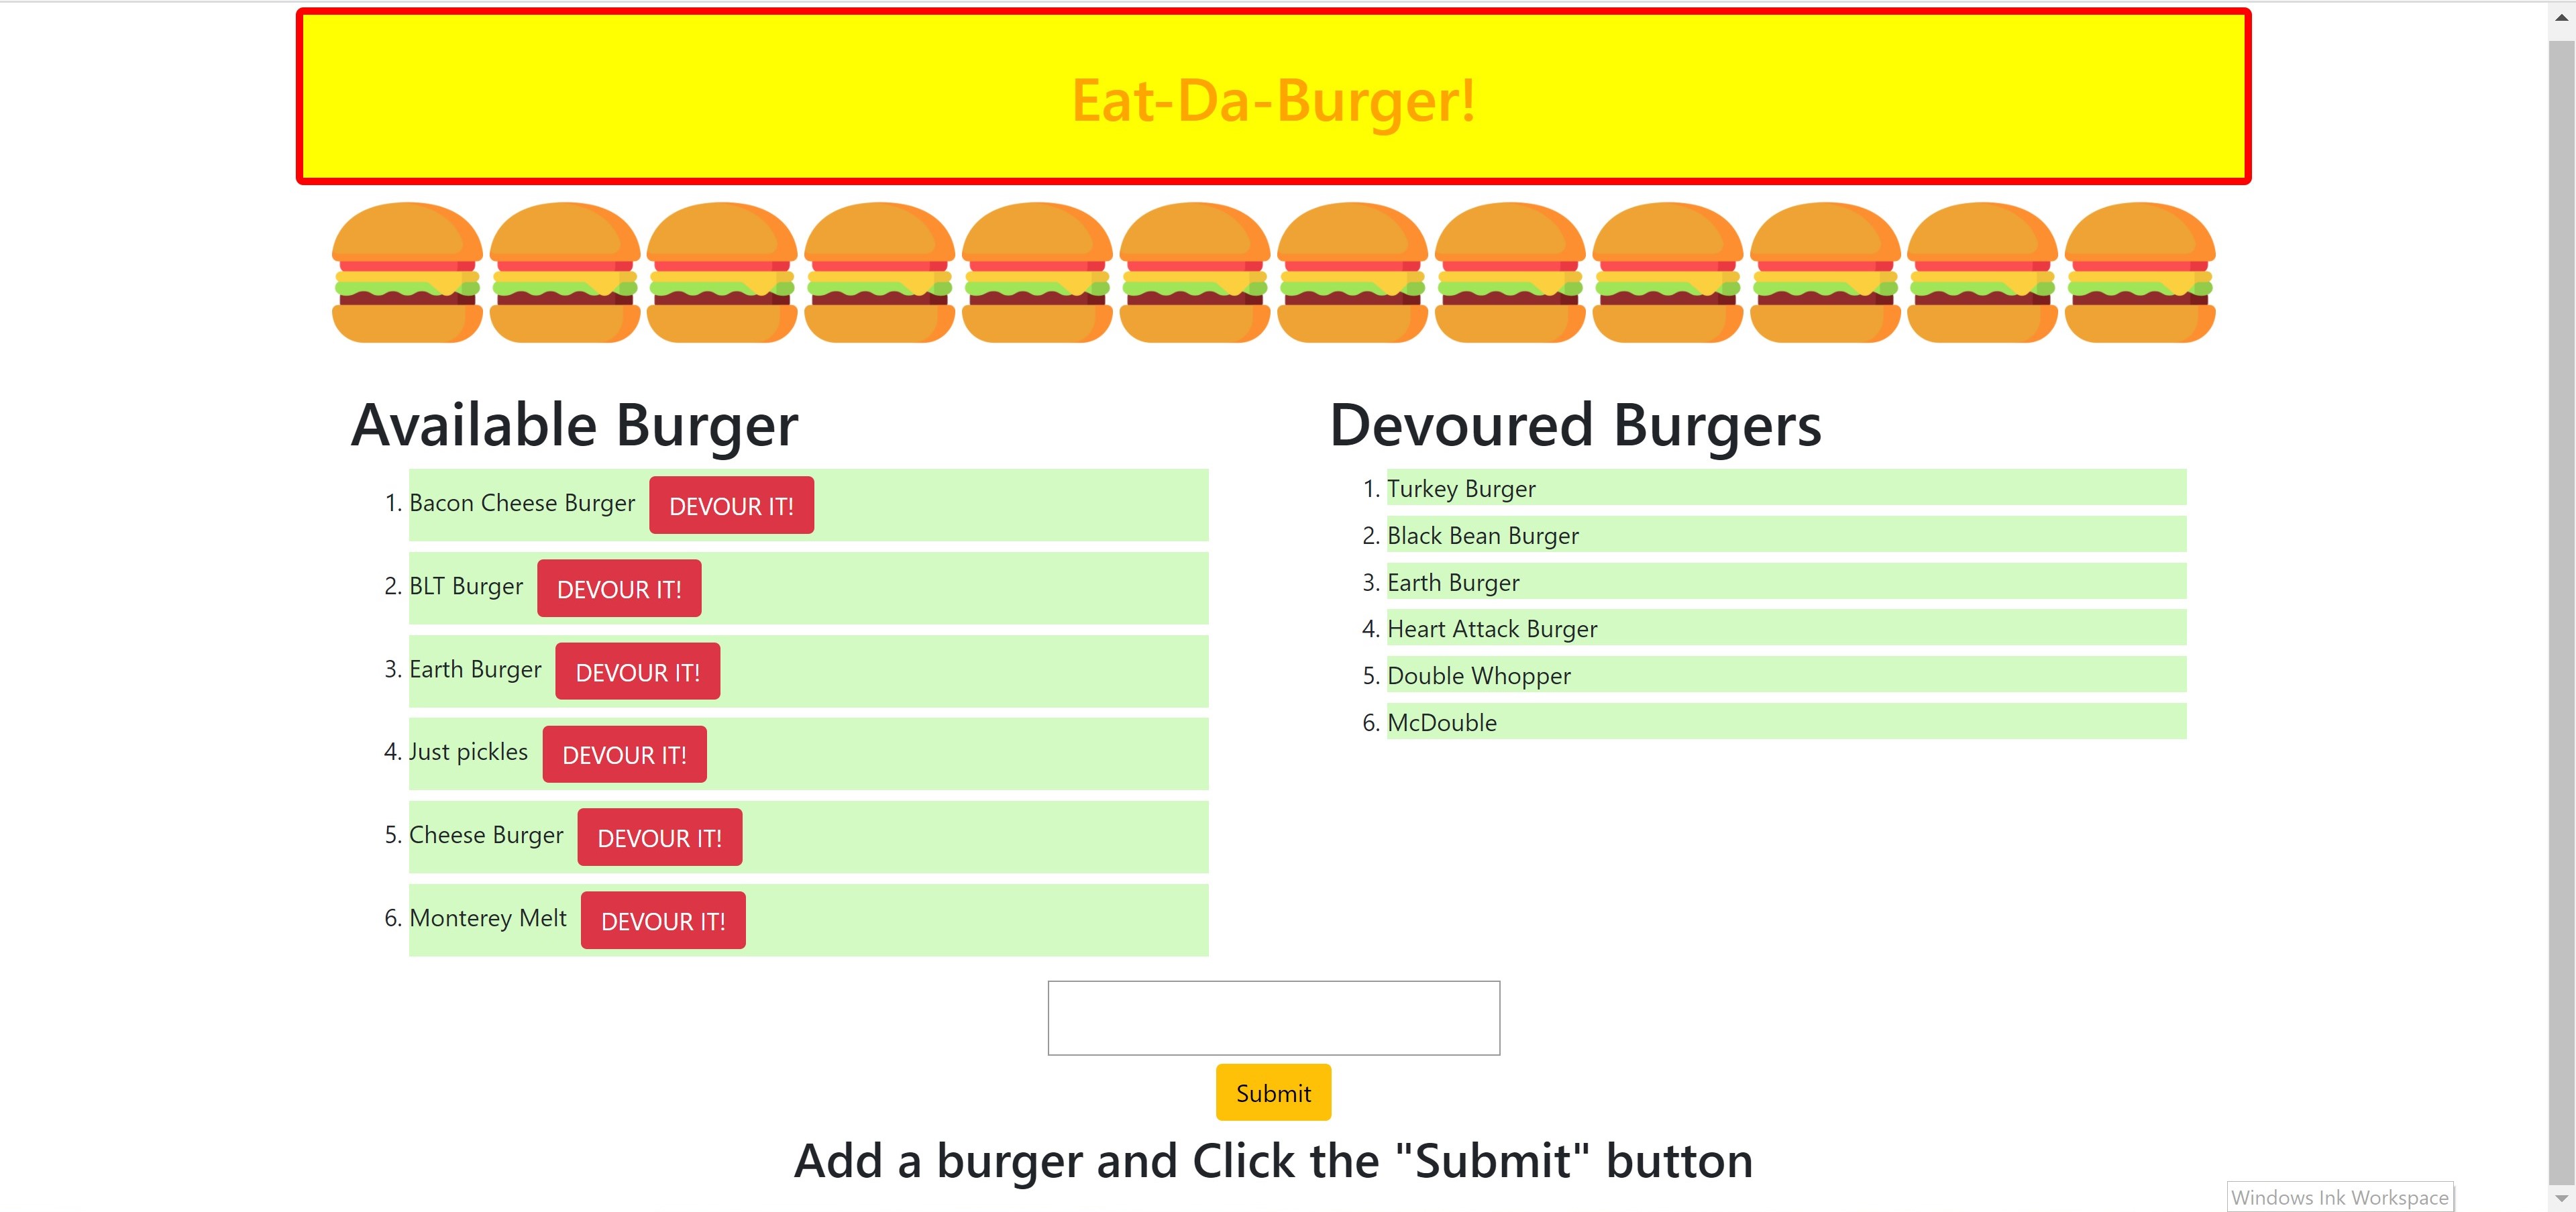 Eat-Da-Burger!
Available Burger
1. Bacon Cheese Burger DEVOUR IT!
2. BLT Burger DEVOUR IT!
3. Earth Burger DEVOUR IT!
4. Just pickles DEVOUR IT!
5. Cheese Burger DEVOUR IT!
6. Monterey Melt DEVOUR IT!
Devoured Burgers
1. Turkey Burger
2. Black Bean Burger
3. Earth Burger
4. Heart Attack Burger
5. Double Whopper
6. McDouble
Submit
Add a burger and Click the "Submit" button
Windows Ink Workspace